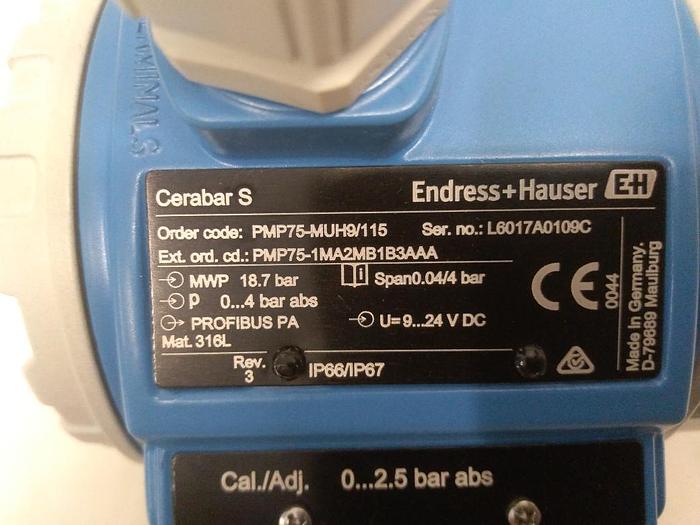 TERMINALS
Cerabar S
Endress+Hauser EH
Order code: PMP75-MUH9/115 Ser. no.: L6017A0109C
Ext. ord. cd.: PMP75-1MA2MB1B3AAA
MWP 18.7 bar Span0.04/4 bar
p 0...4 bar abs
PROFIBUS PA U=9...24 V DC
Mat. 316L
Rev. 3 IP66/IP67
CE 0044
Made in Germany.
D-79689 Maulburg
Cal./Adj. 0...2.5 bar abs